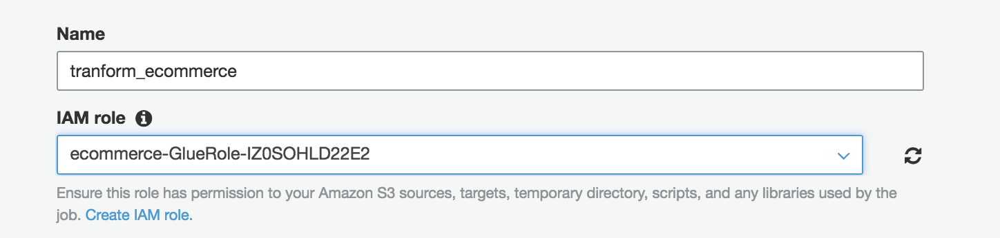 Name
tranform_ecommerce
IAM role
ecommerce-GlueRole-IZ0SOHLD22E2
Ensure this role has permission to your Amazon S3 sources, targets, temporary directory, scripts, and any libraries used by the
job. Create IAM role.